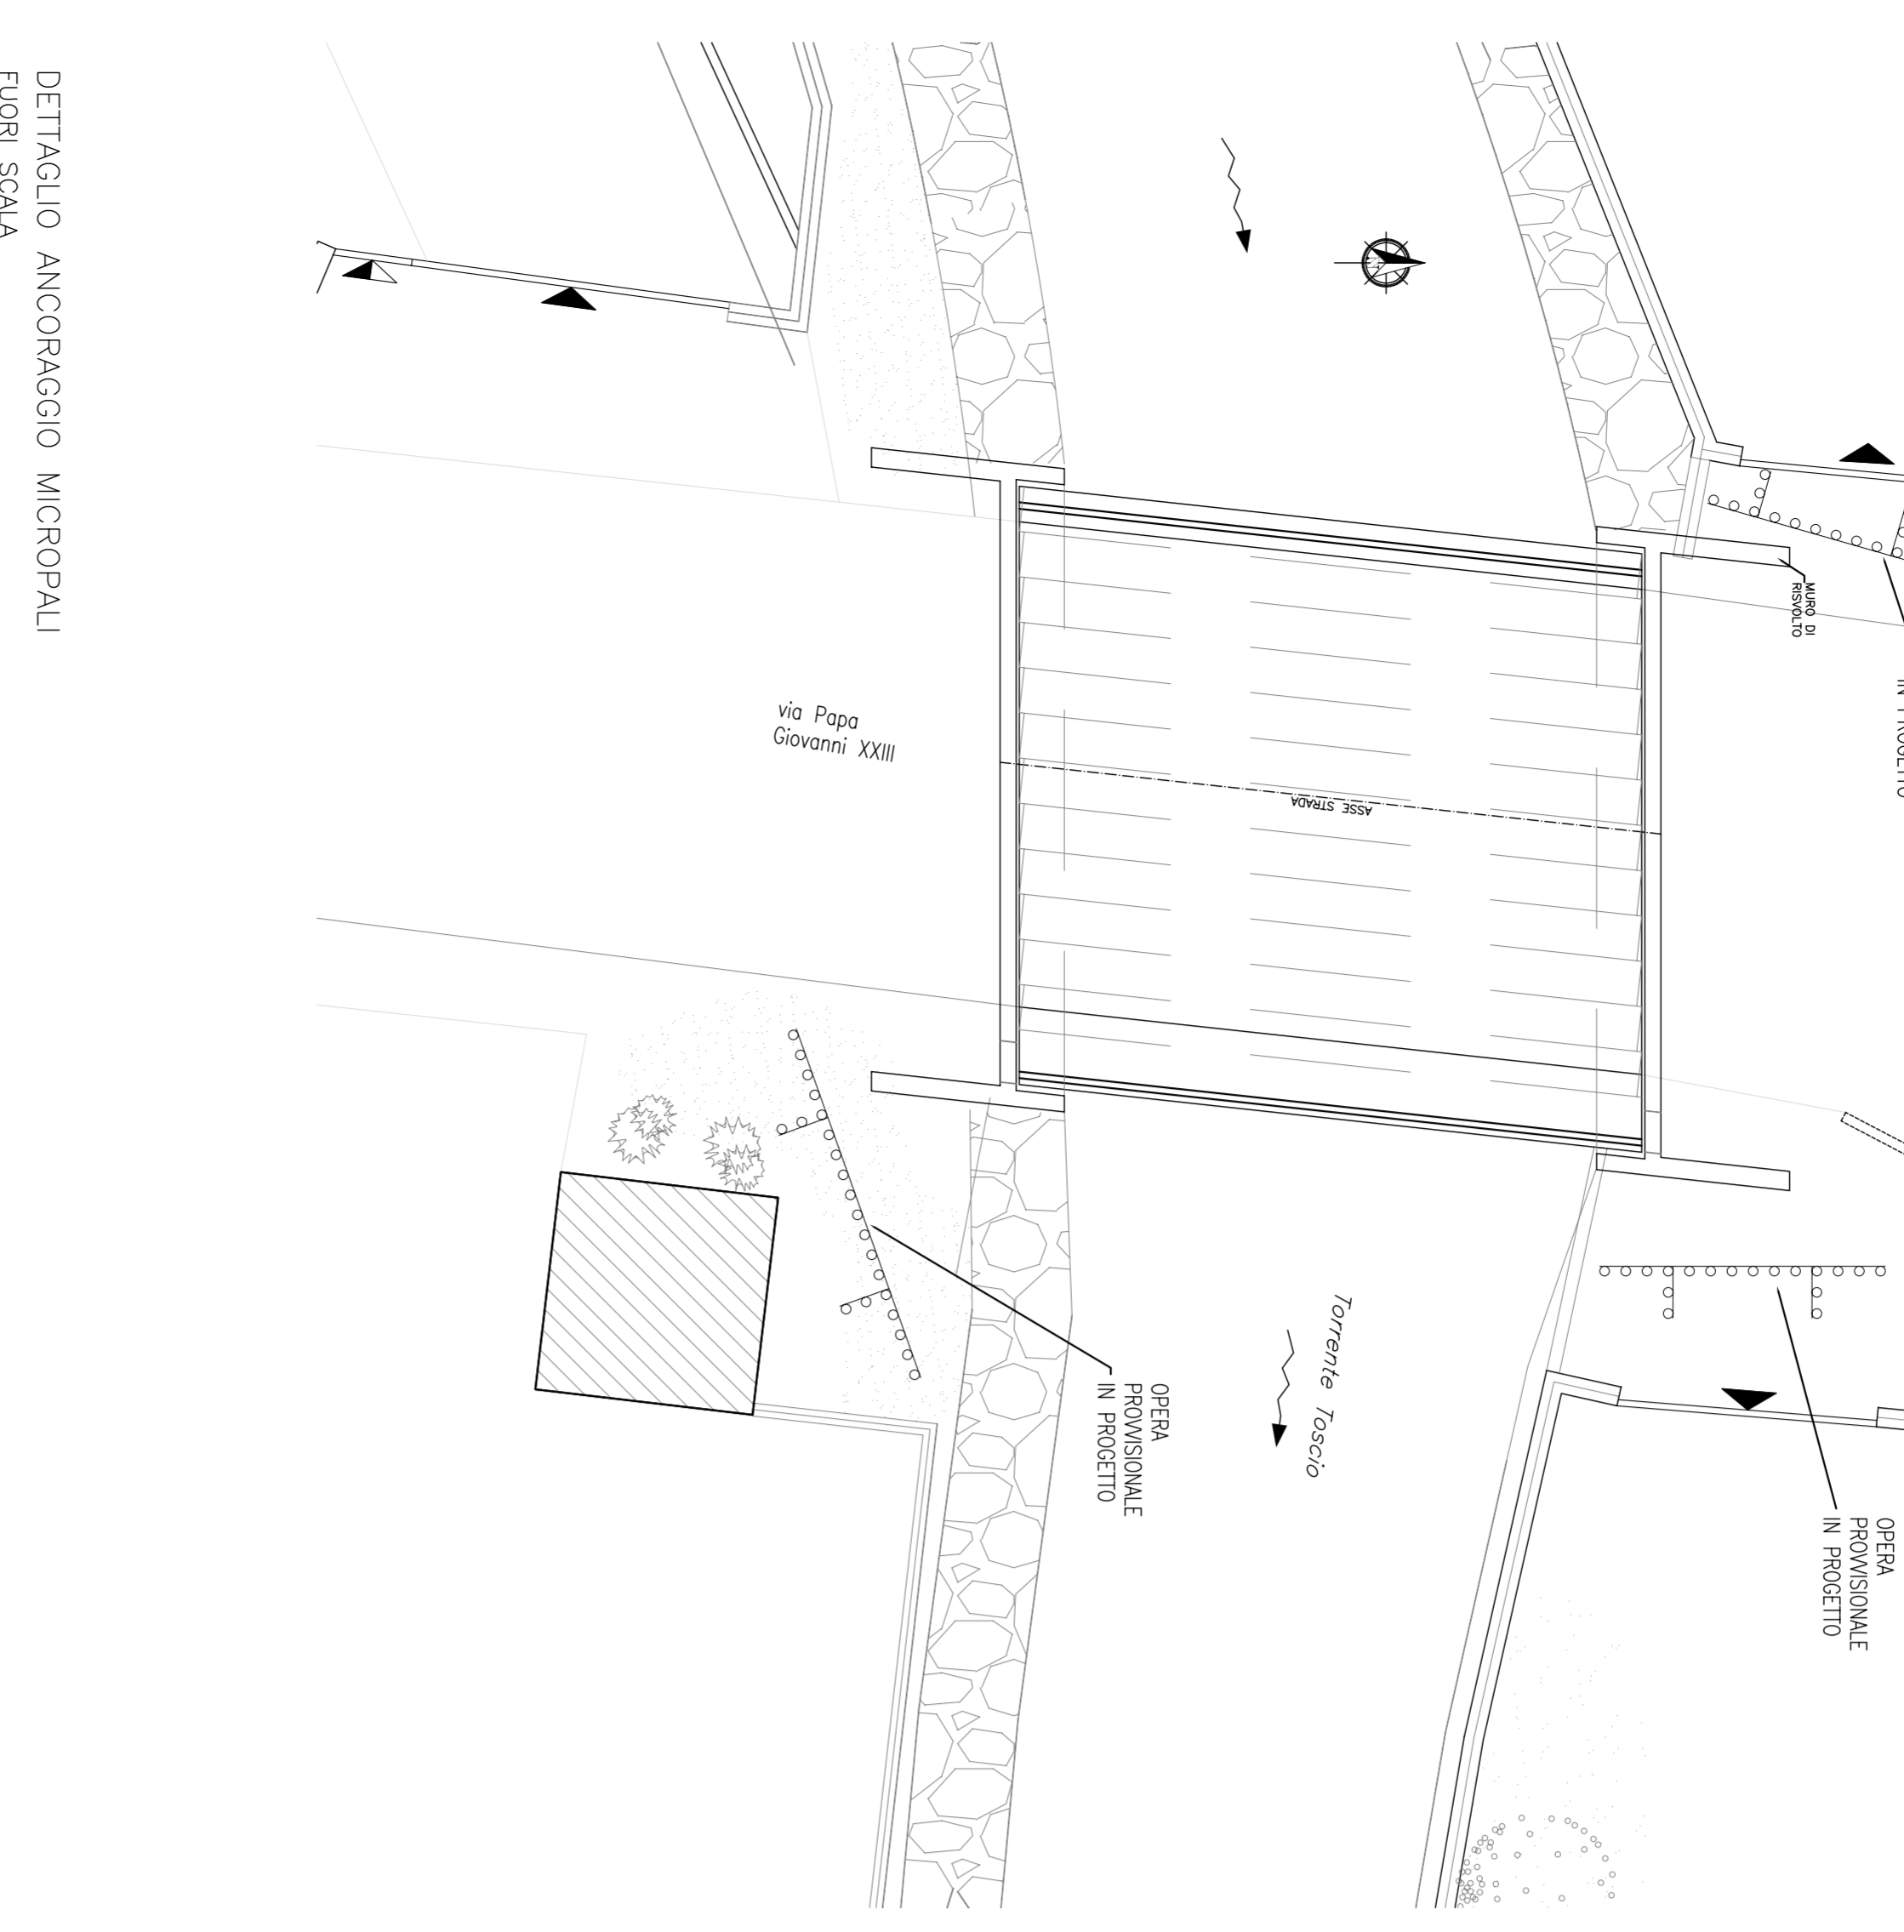 DETTAGLIO ANCORAGGIO MICROPALI
FUORI SCALA
via Papa
Giovanni XXIII
ASSE STRADA
MURO DI
RISVOLTO
IN PROGETTO
OPERA
PROVVISIONALE
IN PROGETTO
Torrente Toscio
OPERA
PROVVISIONALE
IN PROGETTO